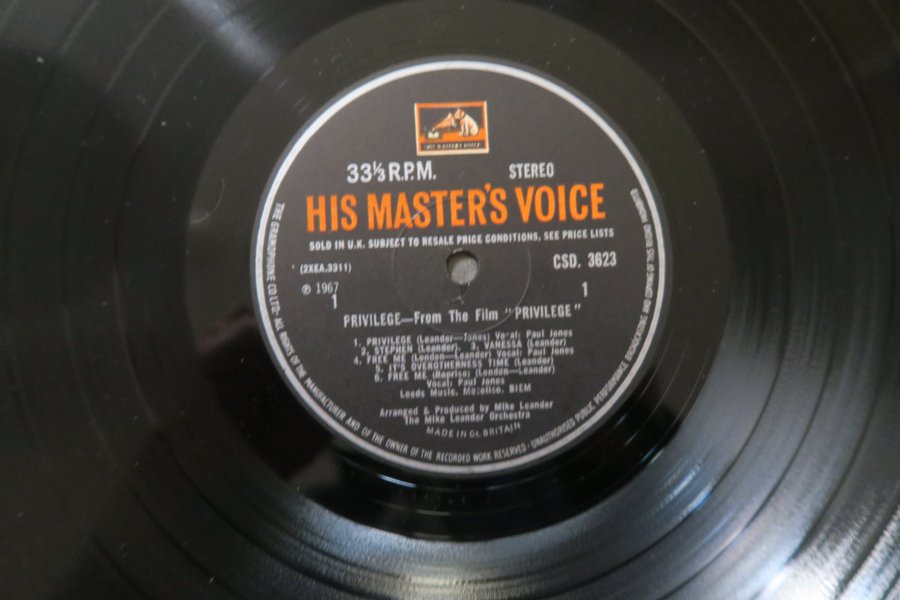 "HIS MASTER'S VOICE"
33⅓ R.P.M. STEREO
HIS MASTER'S VOICE
SOLD IN U.K. SUBJECT TO RESALE PRICE CONDITIONS, SEE PRICE LISTS
(2XEA.3311) CSD. 3623
℗ 1967
1 1
PRIVILEGE—From The Film "PRIVILEGE"
1. PRIVILEGE (Leander—Jones) Vocal: Paul Jones
2. STEPHEN (Leander). 3. VANESSA (Leander)
4. FREE ME (London—Leander) Vocal: Paul Jones
5. IT'S OVEROTHERNESS TIME (Leander)
6. FREE ME (Reprise) (London—Leander)
Vocal: Paul Jones
Leeds Music, Mecolico, BIEM
Arranged & Produced by Mike Leander
The Mike Leander Orchestra
MADE IN Gt. BRITAIN
THE GRAMOPHONE CO LTD· ALL RIGHTS OF THE MANUFACTURER AND OF THE OWNER OF THE RECORDED WORK RESERVED · UNAUTHORISED PUBLIC PERFORMANCE BROADCASTING AND COPYING OF THIS RECORD PROHIBITED